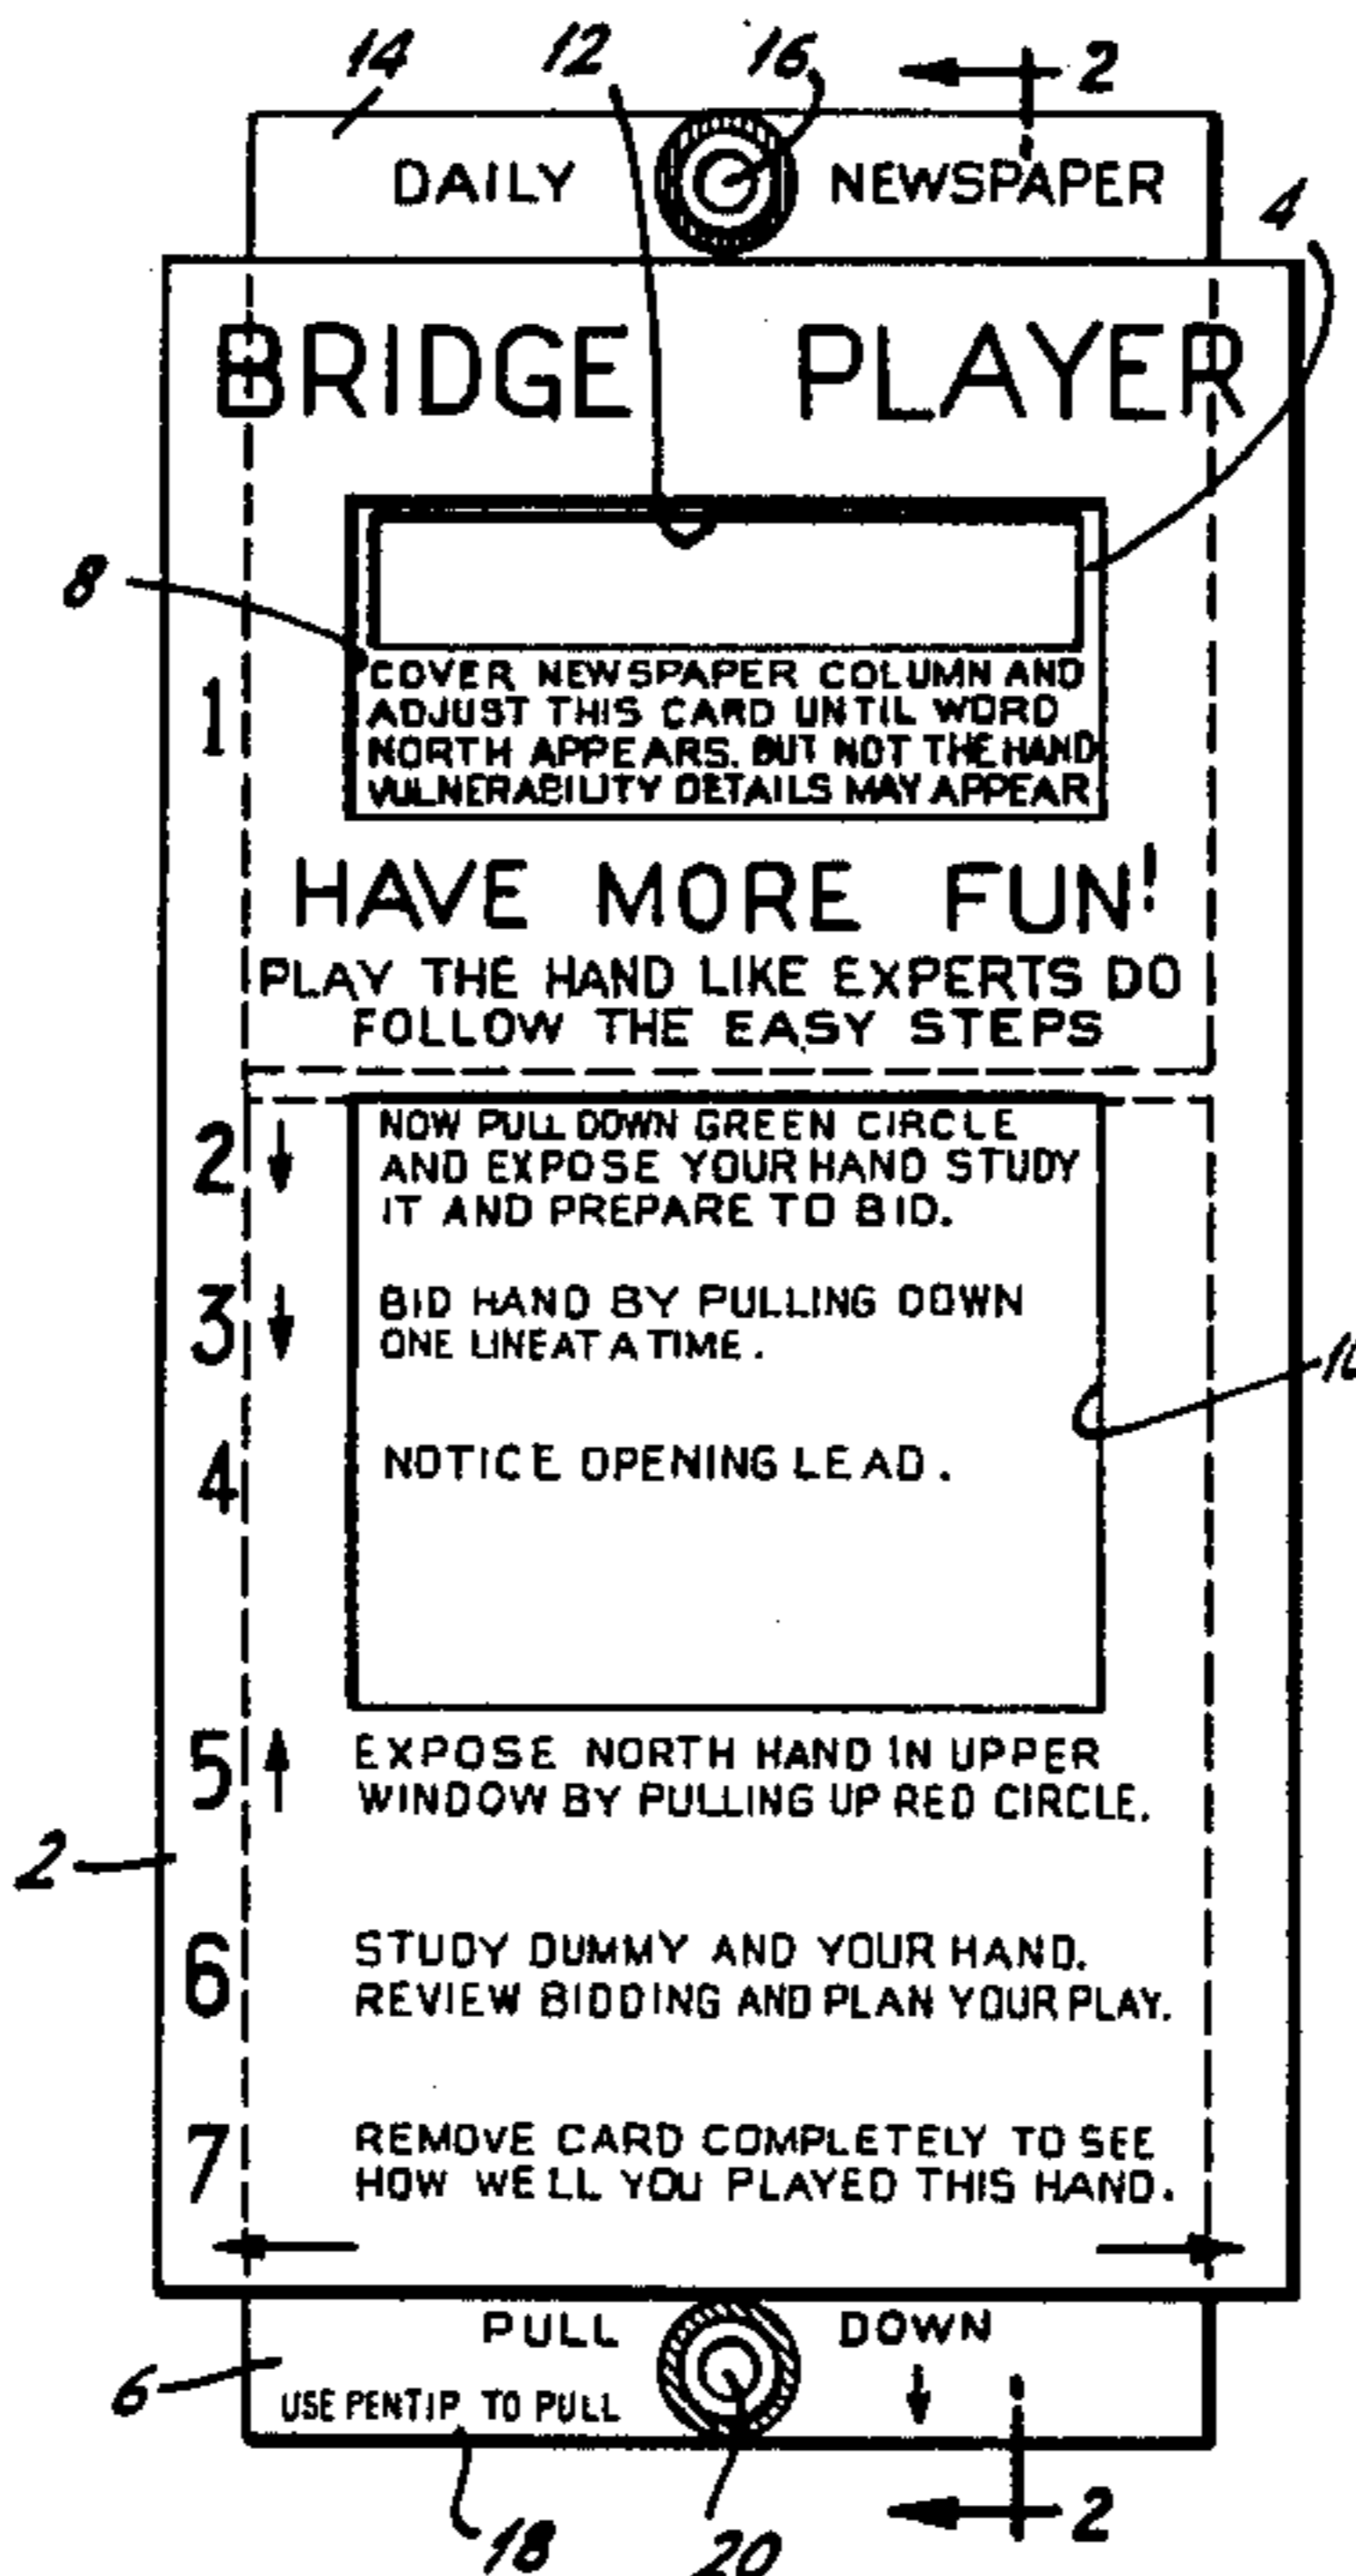 14 12 16 2
DAILY NEWSPAPER
4
BRIDGE PLAYER
8
1
COVER NEWSPAPER COLUMN AND
ADJUST THIS CARD UNTIL WORD
NORTH APPEARS. BUT NOT THE HAND
VULNERABILITY DETAILS MAY APPEAR
HAVE MORE FUN!
PLAY THE HAND LIKE EXPERTS DO
FOLLOW THE EASY STEPS
2 NOW PULL DOWN GREEN CIRCLE
AND EXPOSE YOUR HAND STUDY
IT AND PREPARE TO BID.
3 BID HAND BY PULLING DOWN
ONE LINE AT A TIME.
4 NOTICE OPENING LEAD.
5 EXPOSE NORTH HAND IN UPPER
WINDOW BY PULLING UP RED CIRCLE.
2
6 STUDY DUMMY AND YOUR HAND.
REVIEW BIDDING AND PLAN YOUR PLAY.
7 REMOVE CARD COMPLETELY TO SEE
HOW WELL YOU PLAYED THIS HAND.
PULL DOWN
6
USE PENTIP TO PULL
18 20 2